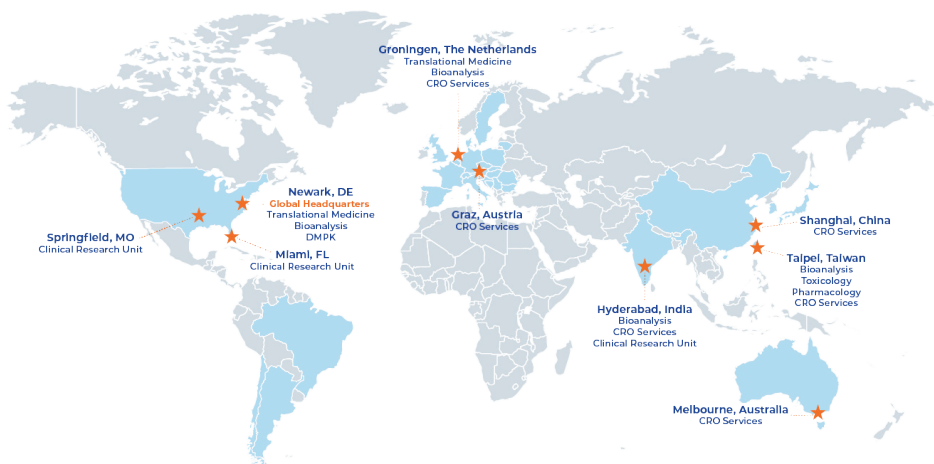 Groningen, The Netherlands
Translational Medicine
Bioanalysis
CRO Services
Newark, DE
Global Headquarters
Translational Medicine
Bioanalysis
DMPK
Springfield, MO
Clinical Research Unit
Miami, FL
Clinical Research Unit
Graz, Austria
CRO Services
Shanghai, China
CRO Services
Taipei, Taiwan
Bioanalysis
Toxicology
Pharmacology
CRO Services
Hyderabad, India
Bioanalysis
CRO Services
Clinical Research Unit
Melbourne, Australia
CRO Services